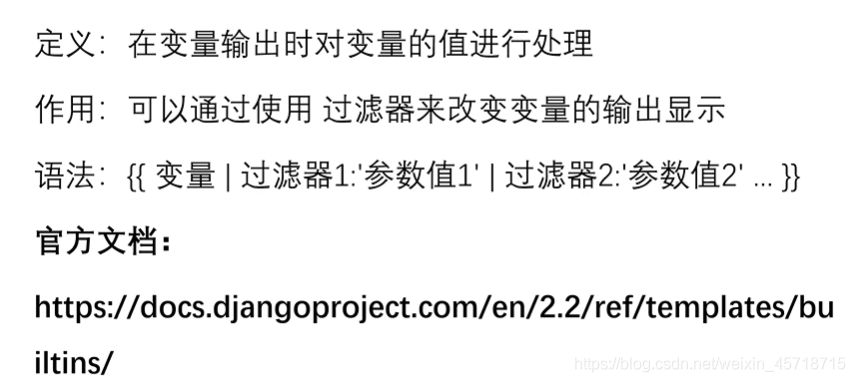 定义：在变量输出时对变量的值进行处理
作用：可以通过使用 过滤器来改变变量的输出显示
语法：{{ 变量 | 过滤器1:'参数值1' | 过滤器2:'参数值2' ... }}
官方文档：
https://docs.djangoproject.com/en/2.2/ref/templates/bu
iltins/
https://blog.csdn.net/weixin_45718715